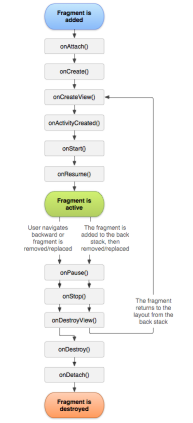 Fragment is
added
onAttach()
onCreate()
onCreateView()
onActivityCreated()
onStart()
onResume()
Fragment is
active
User navigates
backward or
fragment is
removed/replaced
The fragment is
added to the back
stack, then
removed/replaced
onPause()
onStop()
The fragment
returns to the
layout from the
back stack
onDestroyView()
onDestroy()
onDetach()
Fragment is
destroyed